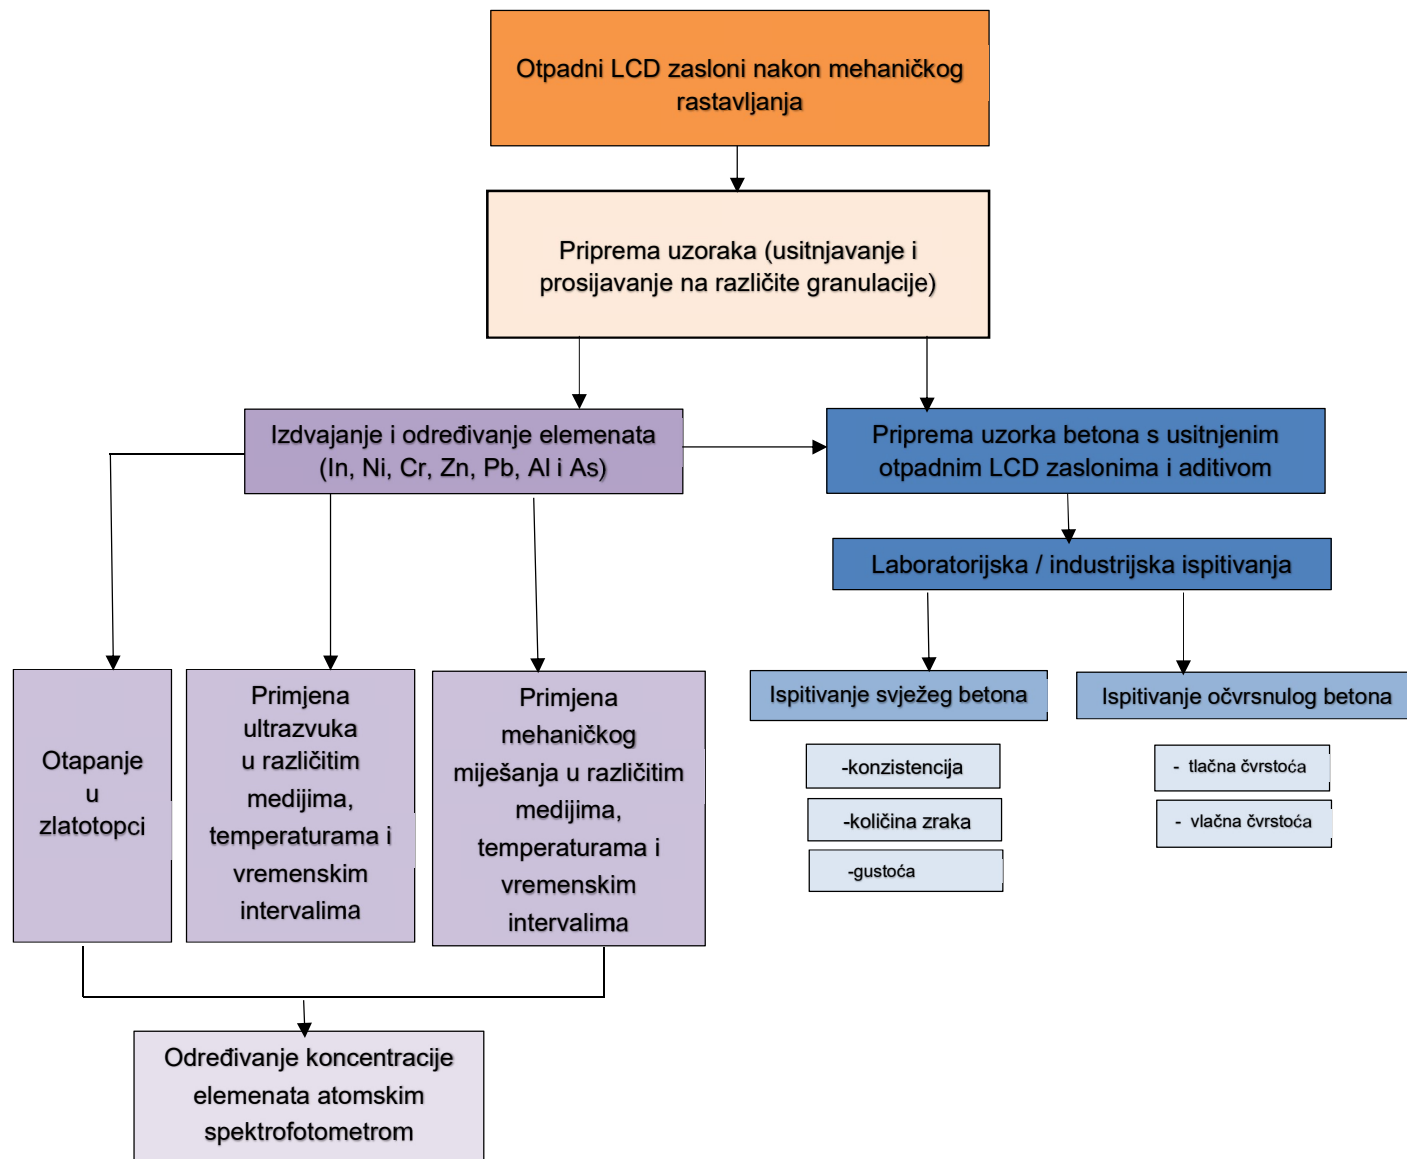 Otpadni LCD zasloni nakon mehaničkog
rastavljanja
Priprema uzoraka (usitnjavanje i
prosijavanje na različite granulacije)
Izdvajanje i određivanje elemenata
(In, Ni, Cr, Zn, Pb, Al i As)
Priprema uzorka betona s usitnjenim
otpadnim LCD zaslonima i aditivom
Laboratorijska / industrijska ispitivanja
Otapanje
u
zlatotopci
Primjena
ultrazvuka
u različitim
medijima,
temperaturama i
vremenskim
intervalima
Primjena
mehaničkog
miješanja u različitim
medijima,
temperaturama i
vremenskim
intervalima
Ispitivanje svježeg betona
-konzistencija
-količina zraka
-gustoća
Ispitivanje očvrsnulog betona
- tlačna čvrstoća
- vlačna čvrstoća
Određivanje koncentracije
elemenata atomskim
spektrofotometrom